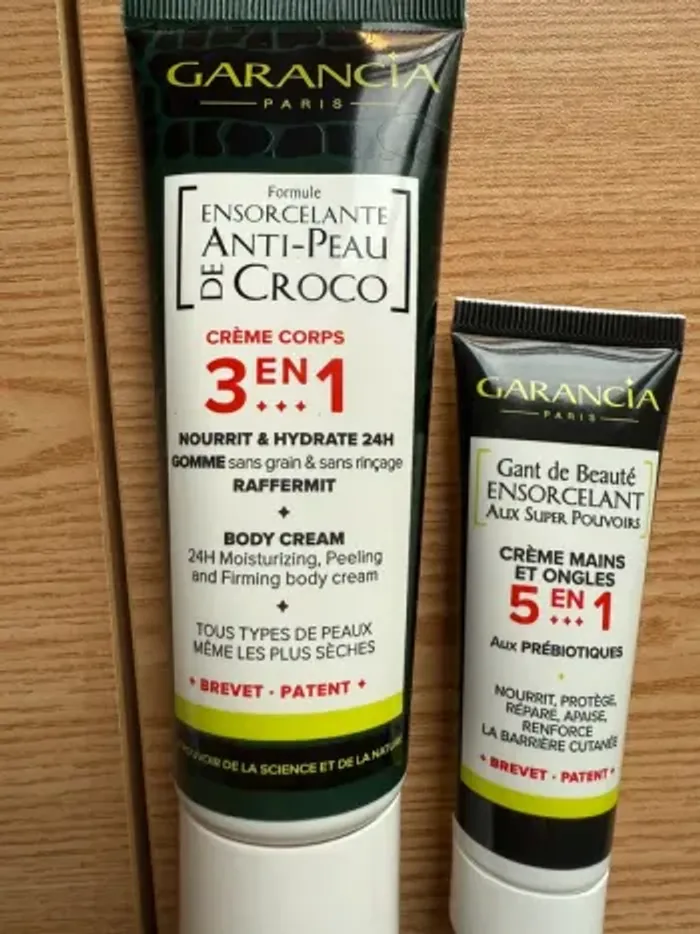 GARANCIA
PARIS
Formule
ENSORCELANTE
ANTI-PEAU
DE CROCO
CRÈME CORPS
3 EN 1
NOURRIT & HYDRATE 24H
GOMME sans grain & sans rinçage
RAFFERMIT
BODY CREAM
24H Moisturizing, Peeling
and Firming body cream
TOUS TYPES DE PEAUX
MÊME LES PLUS SÈCHES
BREVET · PATENT
DE LA SCIENCE ET DE LA
GARANCIA
PARIS
Gant de Beauté
ENSORCELANT
AUX SUPER POUVOIRS
CRÈME MAINS
ET ONGLES
5 EN 1
AUX PRÉBIOTIQUES
NOURRIT, PROTÈGE,
RÉPARE, APAISE,
RENFORCE
LA BARRIÈRE CUTANÉE
BREVET · PATENT